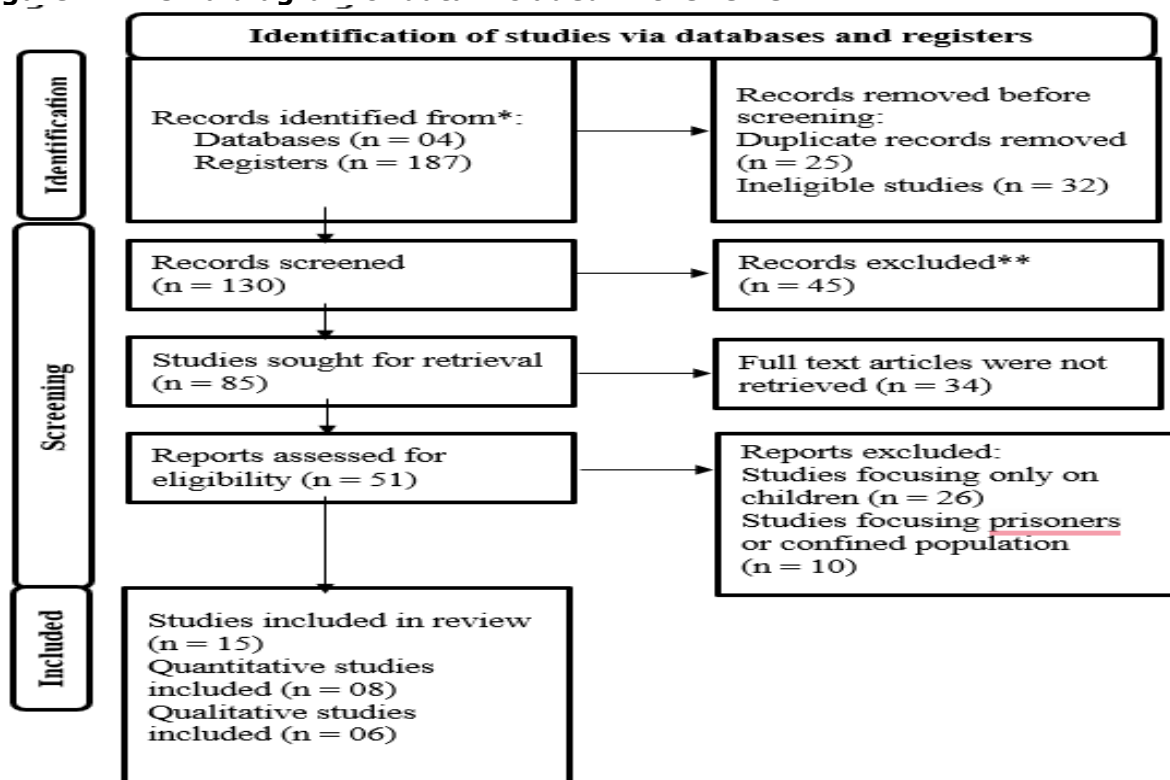 Identification of studies via databases and registers
Identification
Records identified from*:
Databases (n = 04)
Registers (n = 187)
Records removed before
screening:
Duplicate records removed
(n = 25)
Ineligible studies (n = 32)
Screening
Records screened
(n = 130)
Records excluded**
(n = 45)
Studies sought for retrieval
(n = 85)
Full text articles were not
retrieved (n = 34)
Reports assessed for
eligibility (n = 51)
Reports excluded:
Studies focusing only on
children (n = 26)
Studies focusing prisoners
or confined population
(n = 10)
Included
Studies included in review
(n = 15)
Quantitative studies
included (n = 08)
Qualitative studies
included (n = 06)